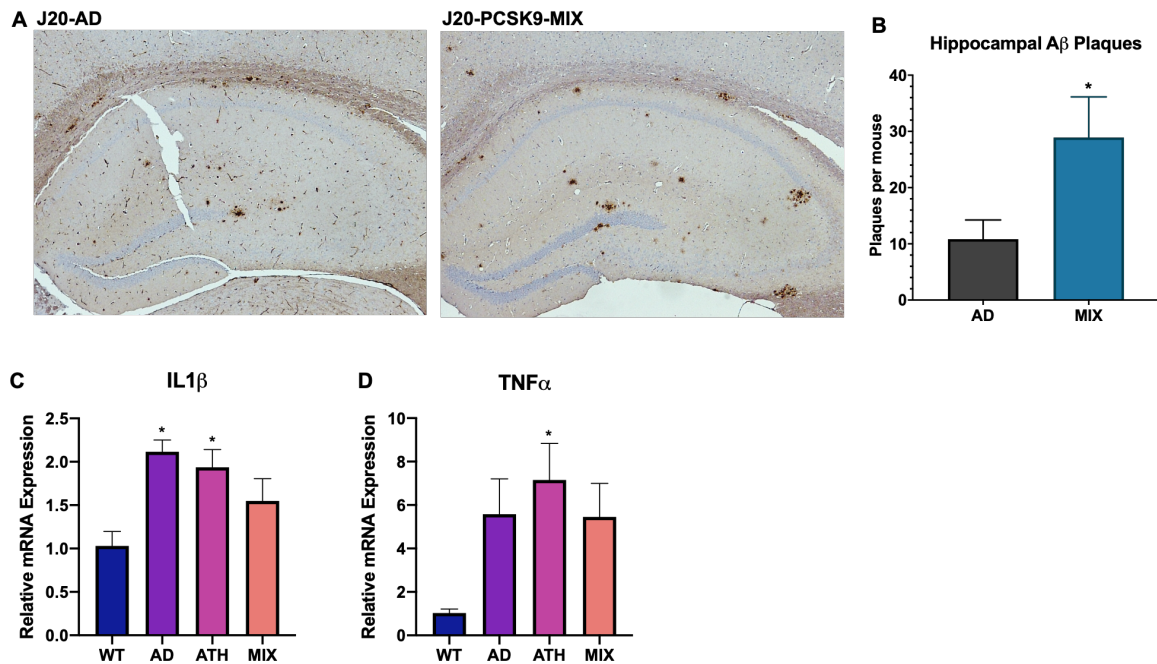 A
J20-AD
J20-PCSK9-MIX
B
Hippocampal Aβ Plaques
Plaques per mouse
40
30
20
10
0
*
AD
MIX
C
IL1β
Relative mRNA Expression
2.5
2.0
1.5
1.0
0.5
0.0
*
*
WT
AD
ATH
MIX
D
TNFα
Relative mRNA Expression
10
8
6
4
2
0
*
WT
AD
ATH
MIX